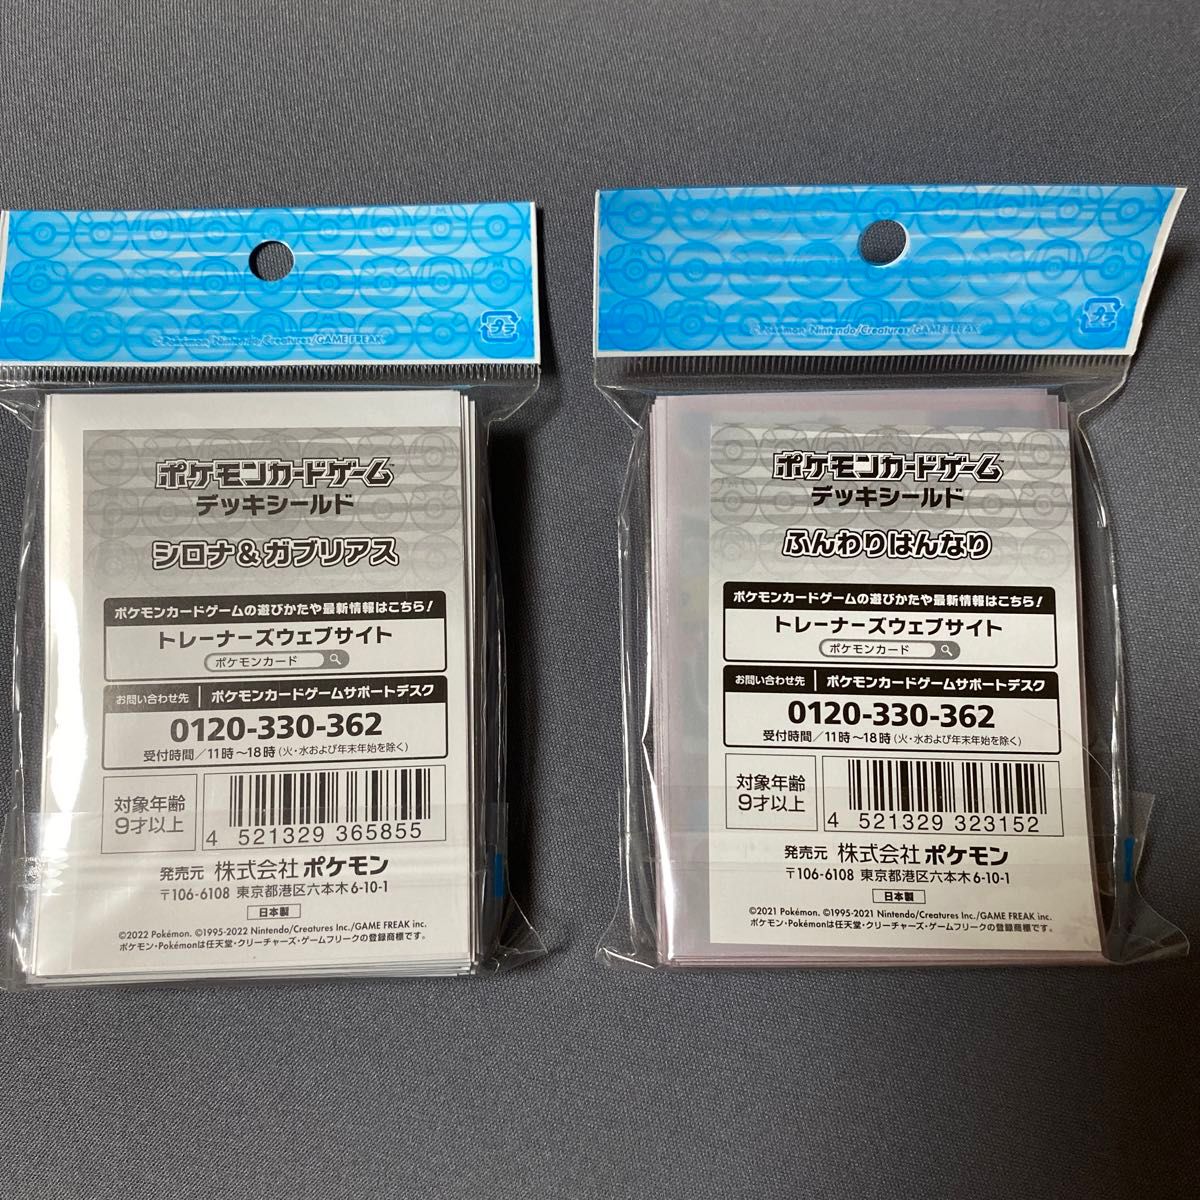 ©Pokémon, Nintendo/Creatures/GAME FREAK
プラ
ポケモンカードゲーム
デッキシールド
シロナ&ガブリアス
ポケモンカードゲームの遊びかたや最新情報はこちら!
トレーナーズウェブサイト
ポケモンカード
お問い合わせ先 ポケモンカードゲームサポートデスク
0120-330-362
受付時間/11時〜18時(火・水および年末年始を除く)
対象年齢
9才以上
4 521329 365855
発売元 株式会社 ポケモン
〒106-6108 東京都港区六本木6-10-1
日本製
©2022 Pokémon. ©1995-2022 Nintendo/Creatures Inc./GAME FREAK inc.
ポケモン・Pokémonは任天堂・クリーチャーズ・ゲームフリークの登録商標です。
©Pokémon, Nintendo/Creatures/GAME FREAK
プラ
ポケモンカードゲーム
デッキシールド
ふんわりはんなり
ポケモンカードゲームの遊びかたや最新情報はこちら!
トレーナーズウェブサイト
ポケモンカード
お問い合わせ先 ポケモンカードゲームサポートデスク
0120-330-362
受付時間/11時〜18時(火・水および年末年始を除く)
対象年齢
9才以上
4 521329 323152
発売元 株式会社 ポケモン
〒106-6108 東京都港区六本木6-10-1
日本製
©2021 Pokémon. ©1995-2021 Nintendo/Creatures Inc./GAME FREAK inc.
ポケモン・Pokémonは任天堂・クリーチャーズ・ゲームフリークの登録商標です。